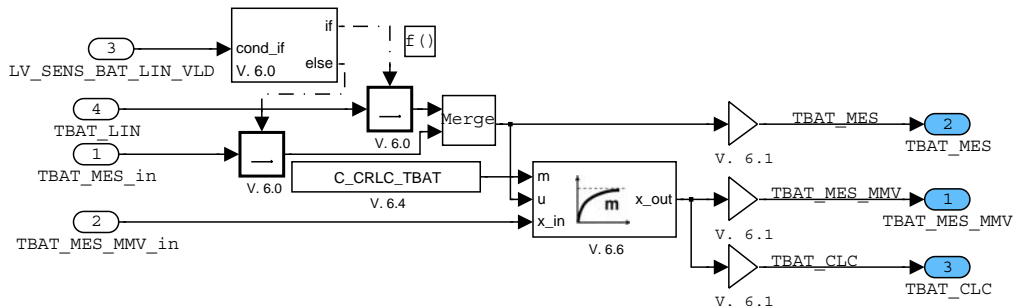 if
f()
3
cond_if
LV_SENS_BAT_LIN_VLD
V. 6.0
else
4
TBAT_LIN
V. 6.0
Merge
1
TBAT_MES_in
V. 6.0
C_CRLC_TBAT
V. 6.4
2
TBAT_MES_MMV_in
m
u
x_in
m
x_out
V. 6.6
TBAT_MES
2
TBAT_MES
V. 6.1
TBAT_MES_MMV
1
TBAT_MES_MMV
V. 6.1
TBAT_CLC
3
TBAT_CLC
V. 6.1